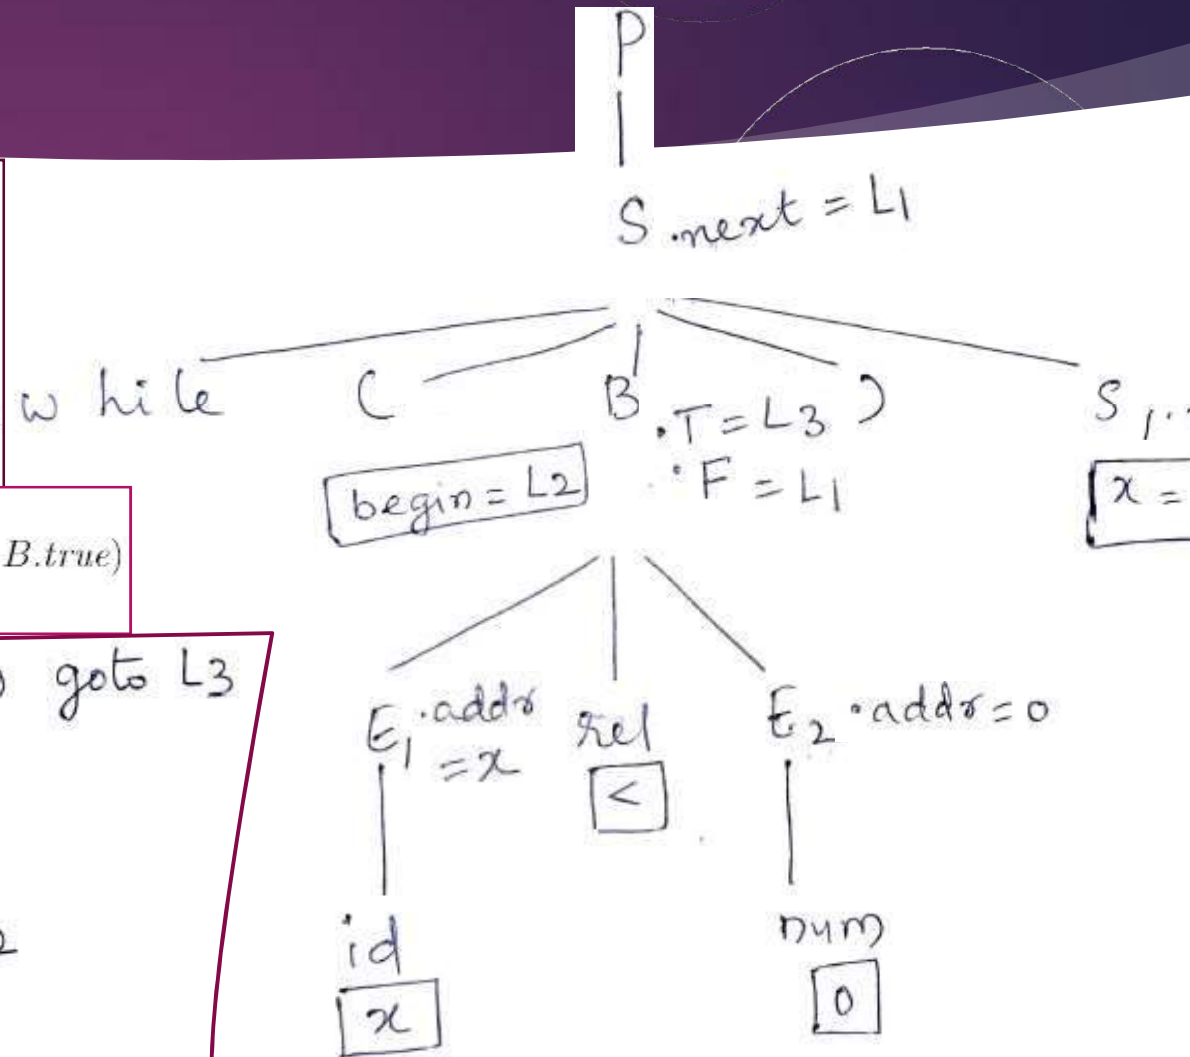 P
S.next = L1
while ( B ) S1..
.T = L3
begin = L2 .F = L1
x =
B.true)
goto L3
E1.addr rel E2.addr=0
=x <
id num
x 0